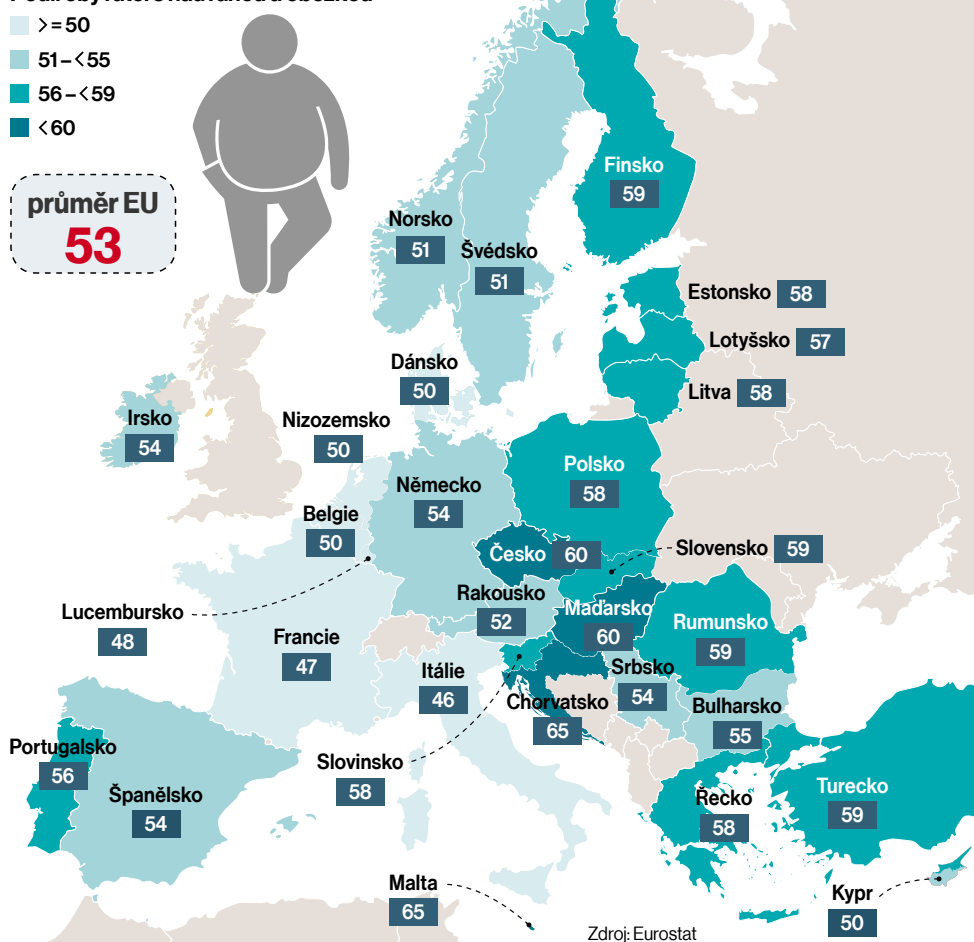 > = 50
51 – < 55
56 – < 59
< 60
průměr EU
53
Finsko
59
Norsko
51
Švédsko
51
Estonsko 58
Lotyšsko 57
Litva 58
Dánsko
50
Irsko
54
Nizozemsko
50
Polsko
58
Německo
54
Belgie
50
Česko 60
Slovensko 59
Rakousko
52
Maďarsko
60
Lucembursko
48
Rumunsko
59
Francie
47
Itálie
46
Srbsko
54
Chorvatsko
65
Bulharsko
55
Portugalsko
56
Slovinsko
58
Španělsko
54
Řecko
58
Turecko
59
Malta
65
Kypr
50
Zdroj: Eurostat